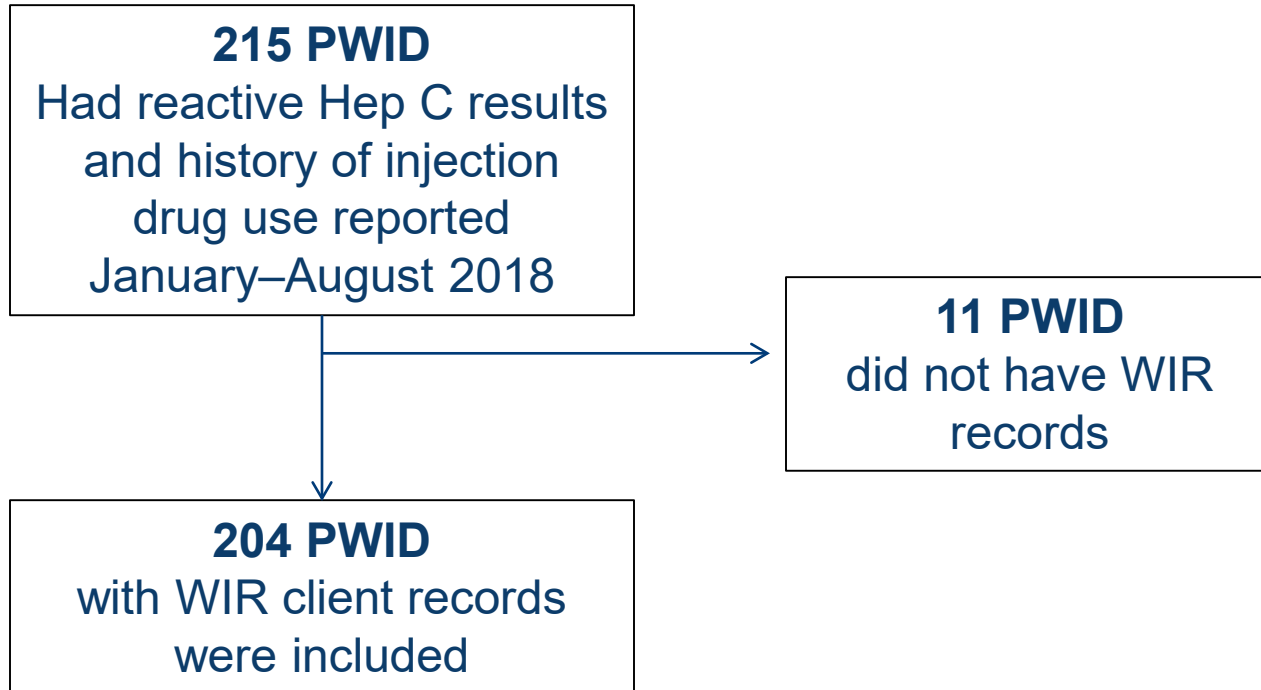 215 PWID
Had reactive Hep C results
and history of injection
drug use reported
January–August 2018
11 PWID
did not have WIR
records
204 PWID
with WIR client records
were included